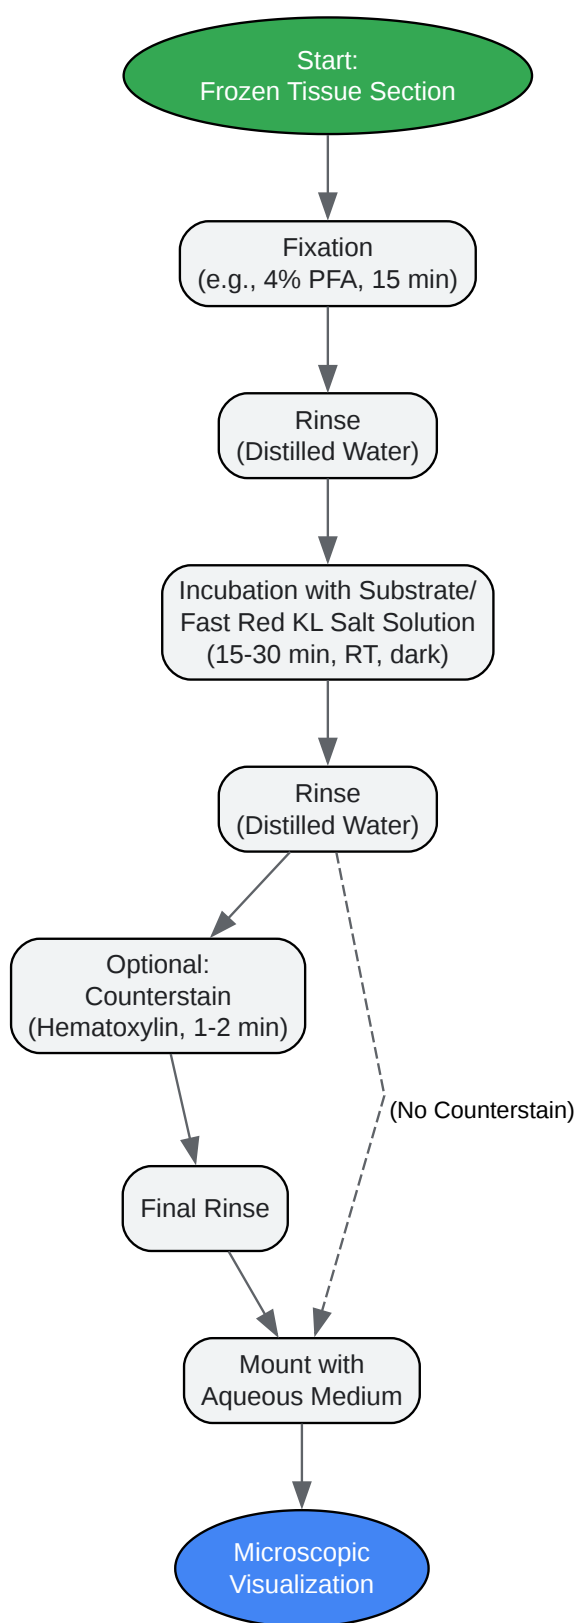 Start:
Frozen Tissue Section
Fixation
(e.g., 4% PFA, 15 min)
Rinse
(Distilled Water)
Incubation with Substrate/
Fast Red KL Salt Solution
(15-30 min, RT, dark)
Rinse
(Distilled Water)
Optional:
Counterstain
(Hematoxylin, 1-2 min)
(No Counterstain)
Final Rinse
Mount with
Aqueous Medium
Microscopic
Visualization